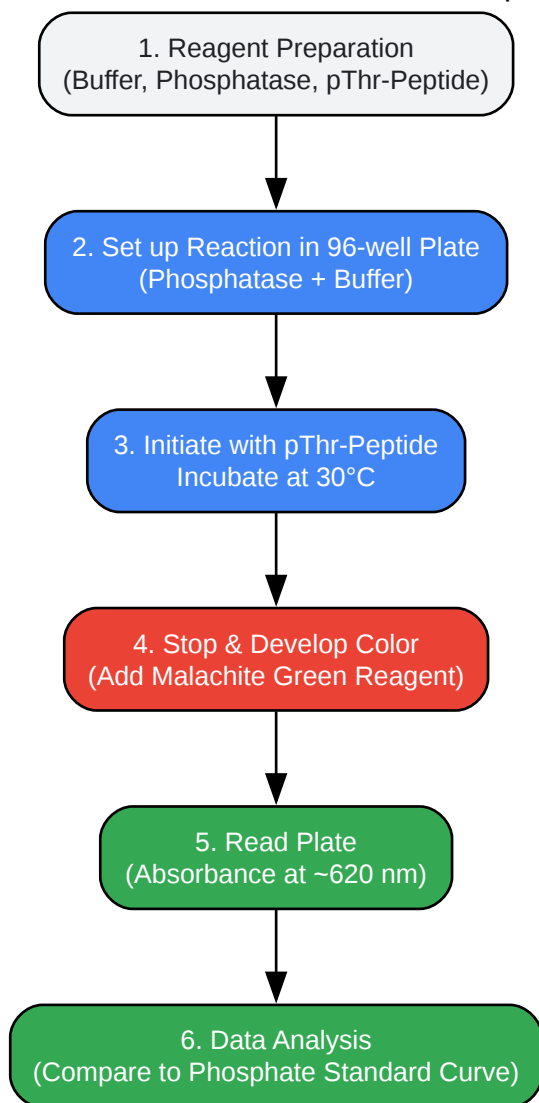 1. Reagent Preparation
(Buffer, Phosphatase, pThr-Peptide)
2. Set up Reaction in 96-well Plate
(Phosphatase + Buffer)
3. Initiate with pThr-Peptide
Incubate at 30°C
4. Stop & Develop Color
(Add Malachite Green Reagent)
5. Read Plate
(Absorbance at ~620 nm)
6. Data Analysis
(Compare to Phosphate Standard Curve)